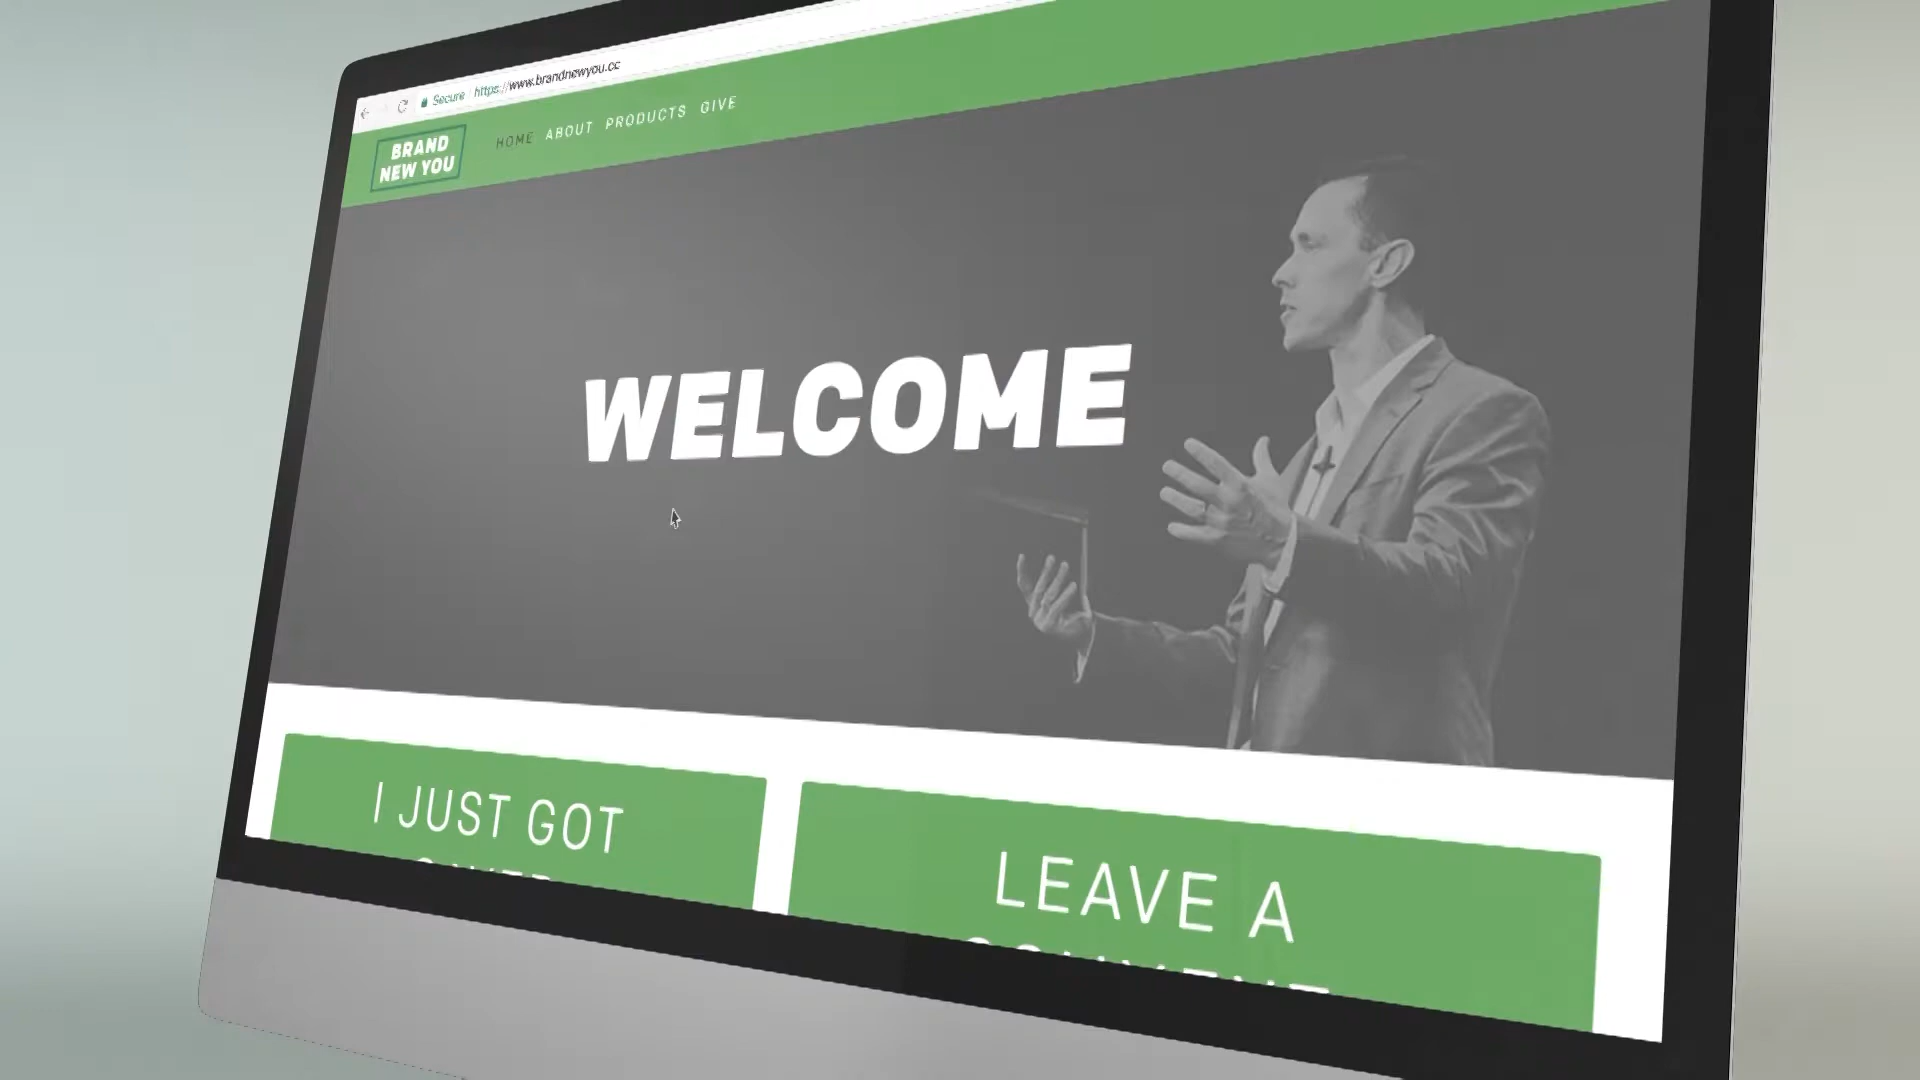 Secure https://www.brandnewyou.cc
BRAND
NEW YOU
HOME ABOUT PRODUCTS GIVE
WELCOME
I JUST GOT
LEAVE A